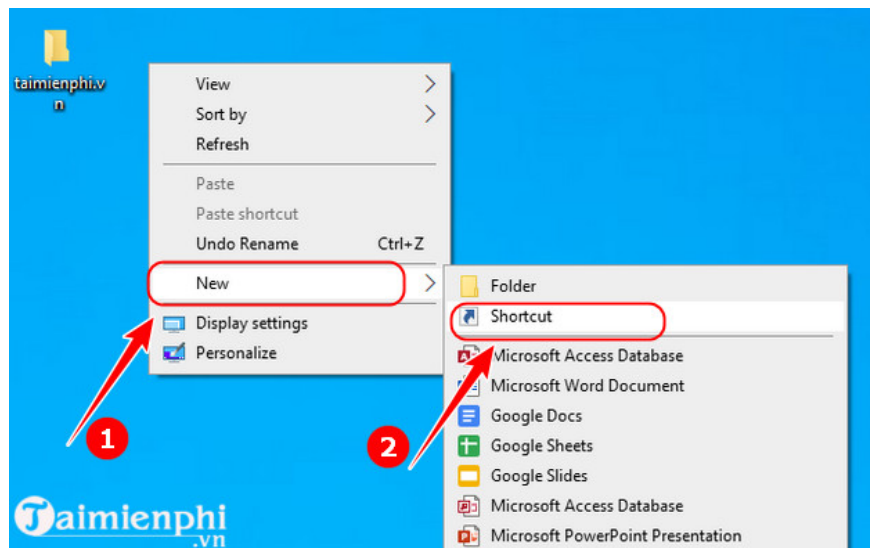 taimienphi.v
n
View
Sort by
Refresh
Paste
Paste shortcut
Undo Rename Ctrl+Z
New
Display settings
Personalize
Folder
Shortcut
Microsoft Access Database
Microsoft Word Document
Google Docs
Google Sheets
Google Slides
Microsoft Access Database
Microsoft PowerPoint Presentation
1
2
Taimienphi
.vn